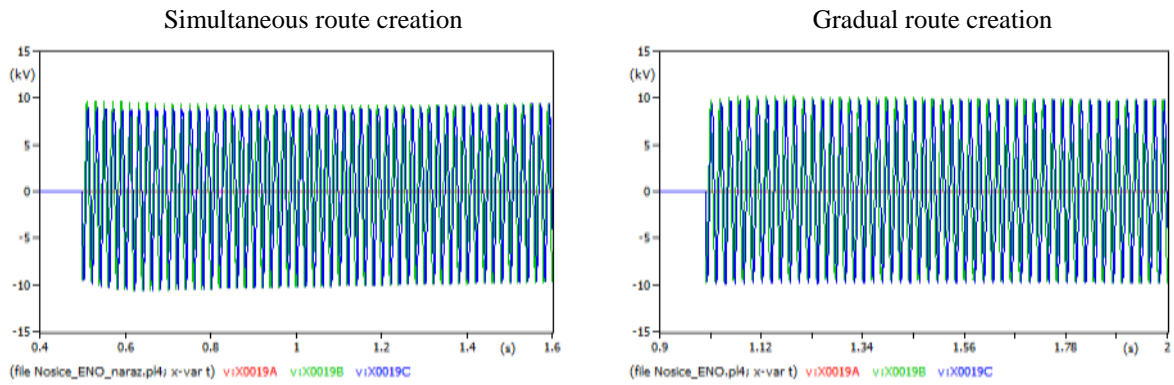 Simultaneous route creation
Gradual route creation
15
(kV)
10
5
0
-5
-10
-15
0.4 0.6 0.8 1 1.2 1.4 (s) 1.6
(file Nosice_ENO_naraz.pl4; x-var t) v:X0019A v:X0019B v:X0019C
15
(kV)
10
5
0
-5
-10
-15
0.9 1.12 1.34 1.56 1.78 (s) 2
(file Nosice_ENO.pl4; x-var t) v:X0019A v:X0019B v:X0019C